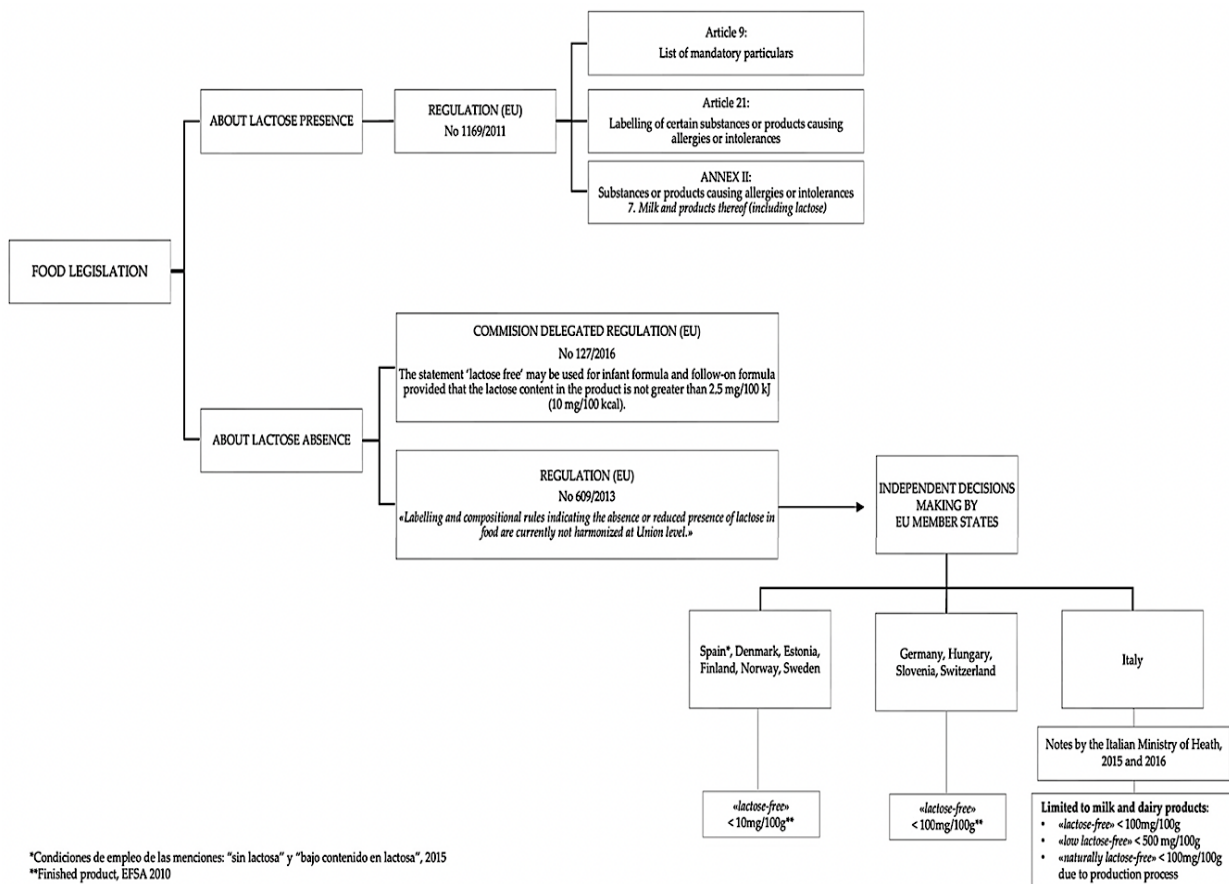 Article 9:
List of mandatory particulars
ABOUT LACTOSE PRESENCE
REGULATION (EU)
No 1169/2011
Article 21:
Labelling of certain substances or products causing
allergies or intolerances
ANNEX II:
Substances or products causing allergies or intolerances
7. Milk and products thereof (including lactose)
FOOD LEGISLATION
COMMISION DELEGATED REGULATION (EU)
No 127/2016
The statement ‘lactose free’ may be used for infant formula and follow-on formula
provided that the lactose content in the product is not greater than 2.5 mg/100 kJ
(10 mg/100 kcal).
ABOUT LACTOSE ABSENCE
REGULATION (EU)
No 609/2013
«Labelling and compositional rules indicating the absence or reduced presence of lactose in
food are currently not harmonized at Union level.»
INDEPENDENT DECISIONS
MAKING BY
EU MEMBER STATES
Spain*, Denmark, Estonia,
Finland, Norway, Sweden
Germany, Hungary,
Slovenia, Switzerland
Italy
Notes by the Italian Ministry of Heath,
2015 and 2016
«lactose-free»
< 10mg/100g**
«lactose-free»
< 100mg/100g**
Limited to milk and dairy products:
• «lactose-free» < 100mg/100g
• «low lactose-free» < 500 mg/100g
• «naturally lactose-free» < 100mg/100g
due to production process
*Condiciones de empleo de las menciones: “sin lactosa” y “bajo contenido en lactosa”, 2015
**Finished product, EFSA 2010